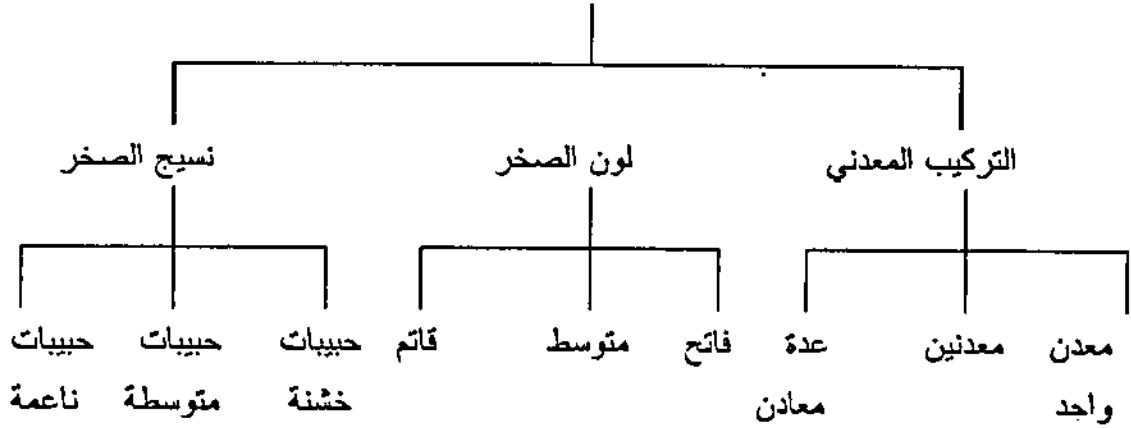 التركيب المعدني
لون الصخر
نسيج الصخر
معدن
واحد
معدنين
عدة
معادن
فاتح
متوسط
قاتم
حبيبات
خشنة
حبيبات
متوسطة
حبيبات
ناعمة